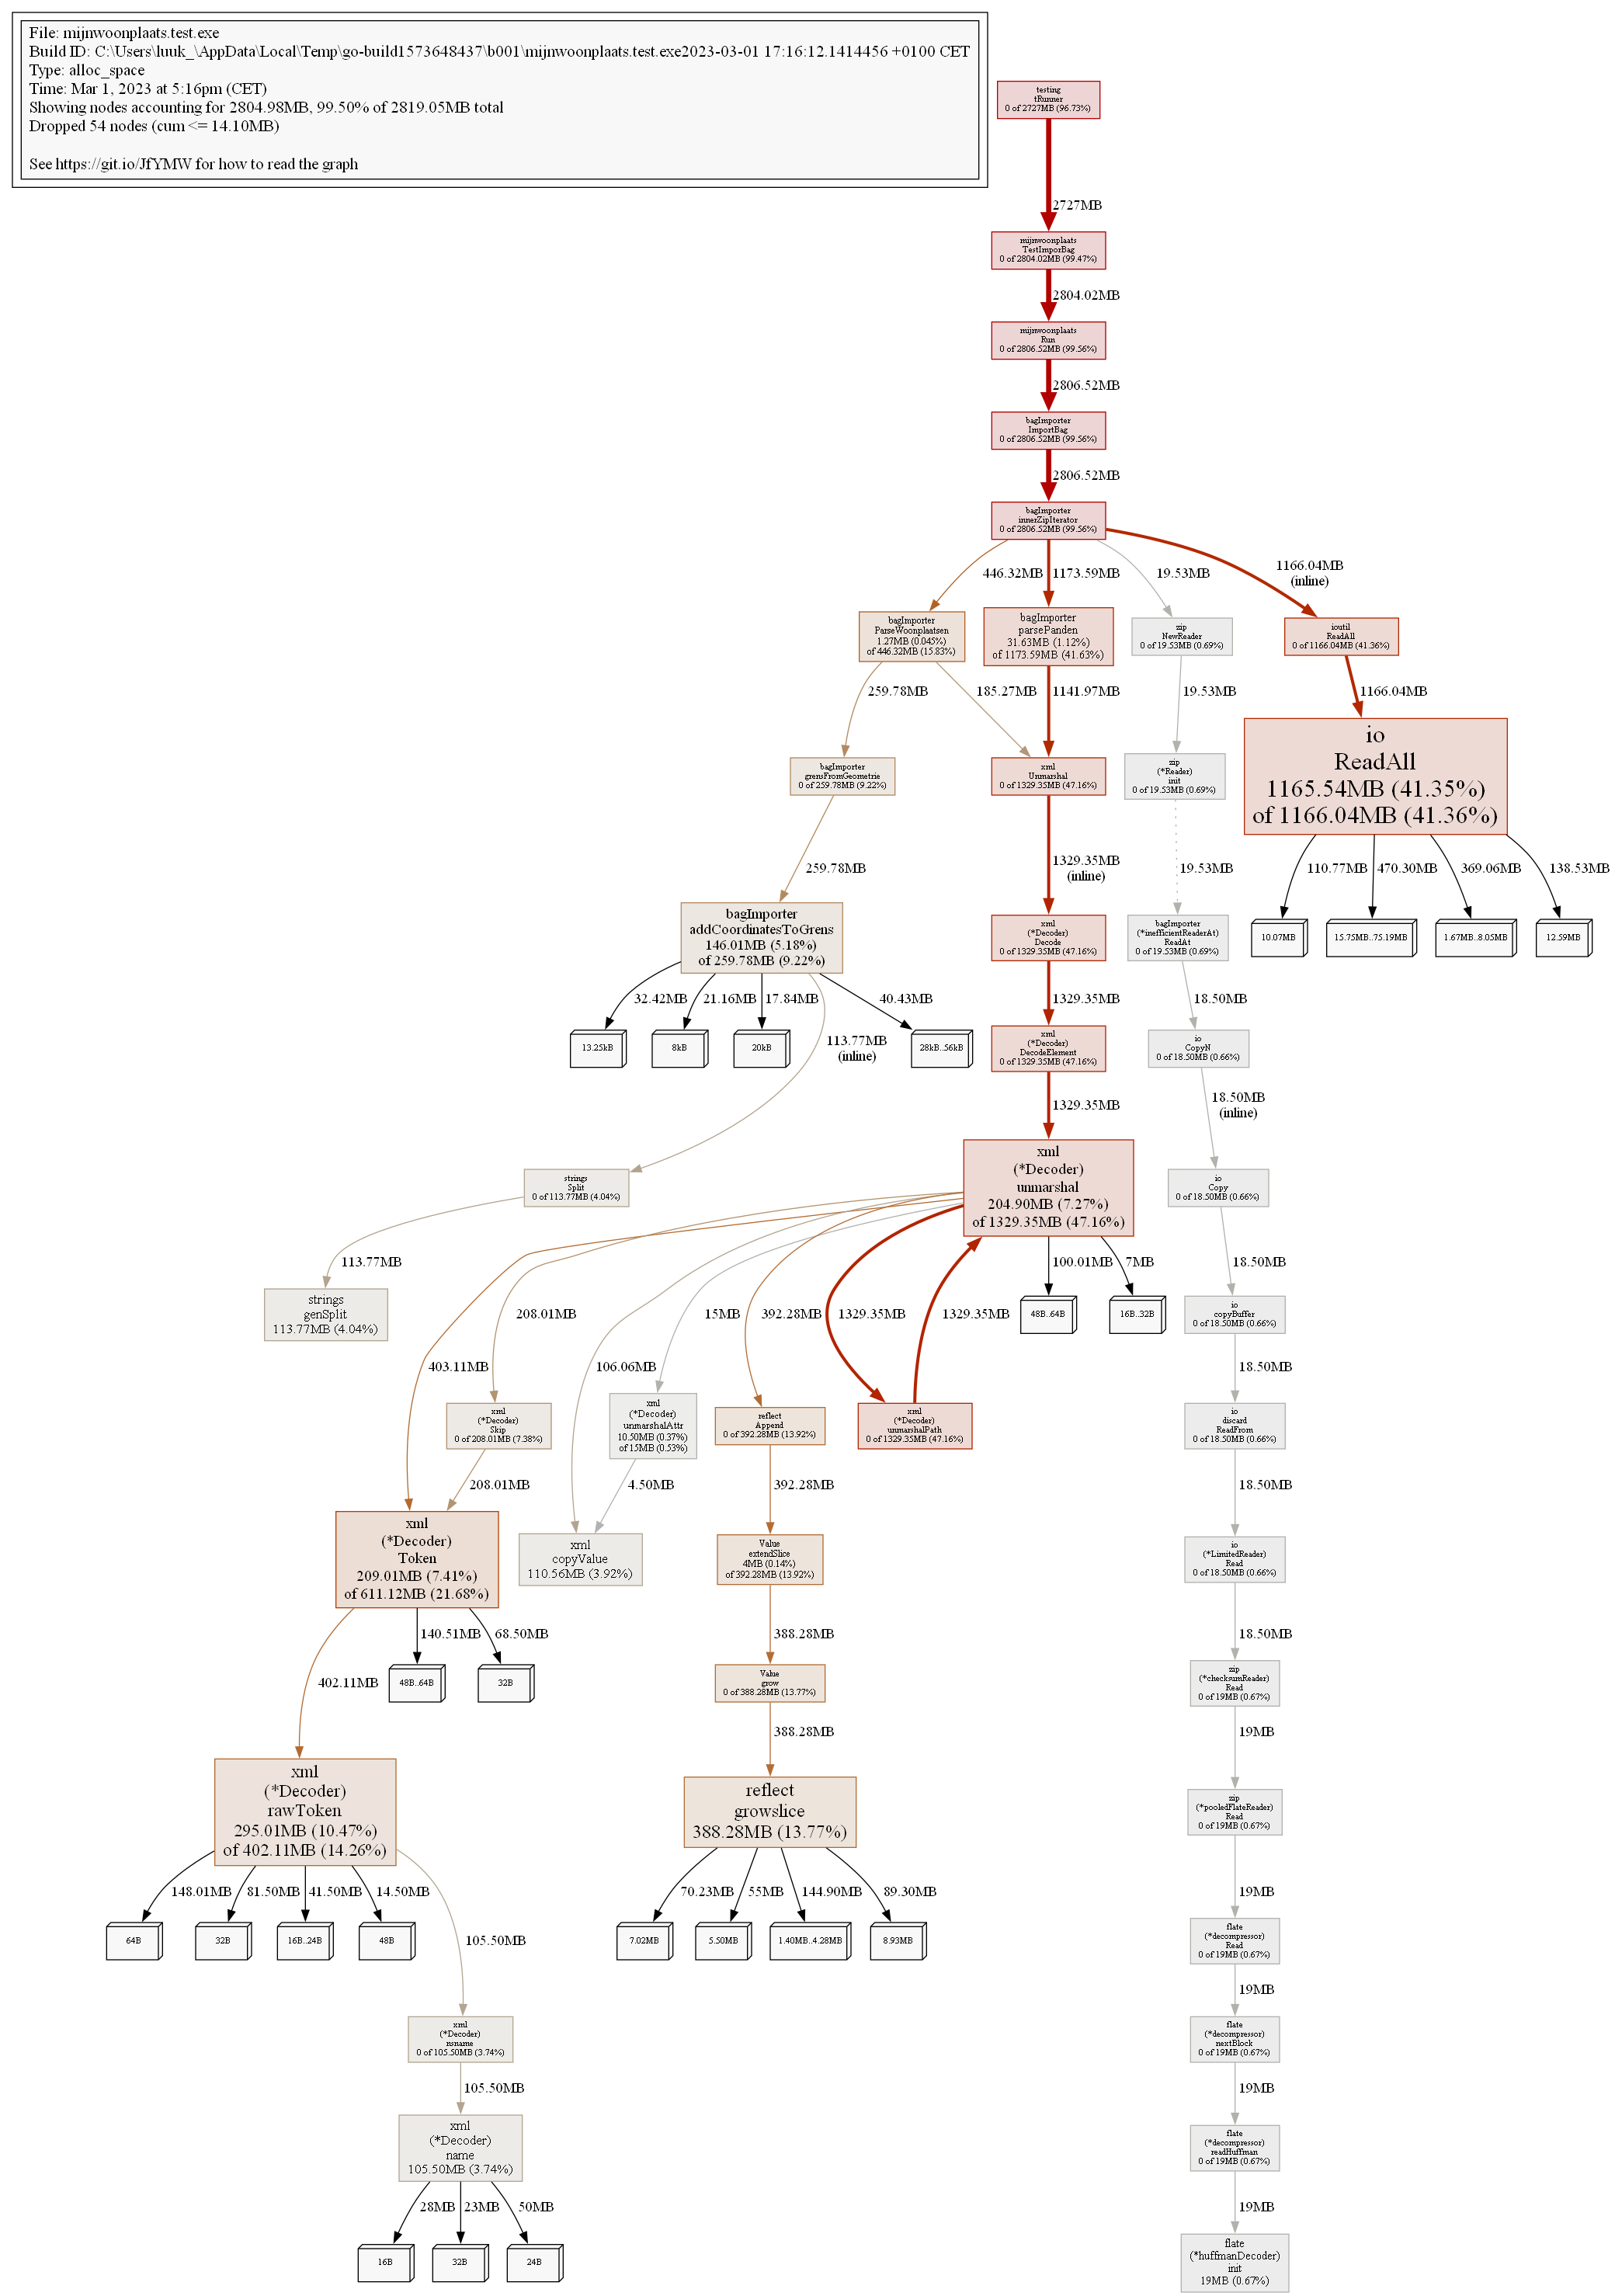 File: mijnwoonplaats.test.exe
Build ID: C:\Users\luuk_\AppData\Local\Temp\go-build1573648437\b001\mijnwoonplaats.test.exe2023-03-01 17:16:12.1414456 +0100 CET
Type: alloc_space
Time: Mar 1, 2023 at 5:16pm (CET)
Showing nodes accounting for 2804.98MB, 99.50% of 2819.05MB total
Dropped 54 nodes (cum <= 14.10MB)
See https://git.io/JfYMW for how to read the graph
testing
tRunner
0 of 2727MB (96.73%)
2727MB
mijnwoonplaats
TestImporBag
0 of 2804.02MB (99.47%)
2804.02MB
mijnwoonplaats
Run
0 of 2806.52MB (99.56%)
2806.52MB
bagImporter
ImportBag
0 of 2806.52MB (99.56%)
2806.52MB
bagImporter
innerZipIterator
0 of 2806.52MB (99.56%)
446.32MB
1173.59MB
19.53MB
1166.04MB
(inline)
bagImporter
ParseWoonplaatsen
1.27MB (0.045%)
of 446.32MB (15.83%)
bagImporter
parsePanden
31.63MB (1.12%)
of 1173.59MB (41.63%)
zip
NewReader
0 of 19.53MB (0.69%)
ioutil
ReadAll
0 of 1166.04MB (41.36%)
259.78MB
185.27MB
1141.97MB
19.53MB
1166.04MB
bagImporter
grensFromGeometrie
0 of 259.78MB (9.22%)
xml
Unmarshal
0 of 1329.35MB (47.16%)
zip
(*Reader)
init
0 of 19.53MB (0.69%)
io
ReadAll
1165.54MB (41.35%)
of 1166.04MB (41.36%)
259.78MB
1329.35MB
(inline)
19.53MB
110.77MB
470.30MB
369.06MB
138.53MB
bagImporter
addCoordinatesToGrens
146.01MB (5.18%)
of 259.78MB (9.22%)
xml
(*Decoder)
Decode
0 of 1329.35MB (47.16%)
bagImporter
(*inefficientReaderAt)
ReadAt
0 of 19.53MB (0.69%)
10.07MB
15.75MB..75.19MB
1.67MB..8.05MB
12.59MB
32.42MB
21.16MB
17.84MB
40.43MB
113.77MB
(inline)
1329.35MB
18.50MB
13.25kB
8kB
20kB
28kB..56kB
xml
(*Decoder)
DecodeElement
0 of 1329.35MB (47.16%)
io
CopyN
0 of 18.50MB (0.66%)
1329.35MB
18.50MB
(inline)
strings
Split
0 of 113.77MB (4.04%)
xml
(*Decoder)
unmarshal
204.90MB (7.27%)
of 1329.35MB (47.16%)
io
Copy
0 of 18.50MB (0.66%)
113.77MB
100.01MB
7MB
18.50MB
strings
genSplit
113.77MB (4.04%)
208.01MB
15MB
392.28MB
1329.35MB
1329.35MB
48B..64B
16B..32B
io
copyBuffer
0 of 18.50MB (0.66%)
403.11MB
106.06MB
18.50MB
xml
(*Decoder)
Skip
0 of 208.01MB (7.38%)
xml
(*Decoder)
unmarshalAttr
10.50MB (0.37%)
of 15MB (0.53%)
reflect
Append
0 of 392.28MB (13.92%)
xml
(*Decoder)
unmarshalPath
0 of 1329.35MB (47.16%)
io
discard
ReadFrom
0 of 18.50MB (0.66%)
208.01MB
4.50MB
392.28MB
18.50MB
xml
(*Decoder)
Token
209.01MB (7.41%)
of 611.12MB (21.68%)
xml
copyValue
110.56MB (3.92%)
Value
extendSlice
4MB (0.14%)
of 392.28MB (13.92%)
io
(*LimitedReader)
Read
0 of 18.50MB (0.66%)
402.11MB
140.51MB
68.50MB
388.28MB
18.50MB
48B..64B
32B
Value
grow
0 of 388.28MB (13.77%)
zip
(*checksumReader)
Read
0 of 19MB (0.67%)
388.28MB
19MB
xml
(*Decoder)
rawToken
295.01MB (10.47%)
of 402.11MB (14.26%)
reflect
growslice
388.28MB (13.77%)
zip
(*pooledFlateReader)
Read
0 of 19MB (0.67%)
148.01MB
81.50MB
41.50MB
14.50MB
105.50MB
70.23MB
55MB
144.90MB
89.30MB
19MB
64B
32B
16B..24B
48B
7.02MB
5.50MB
1.40MB..4.28MB
8.93MB
flate
(*decompressor)
Read
0 of 19MB (0.67%)
19MB
xml
(*Decoder)
nsname
0 of 105.50MB (3.74%)
flate
(*decompressor)
nextBlock
0 of 19MB (0.67%)
105.50MB
19MB
xml
(*Decoder)
name
105.50MB (3.74%)
flate
(*decompressor)
readHuffman
0 of 19MB (0.67%)
28MB
23MB
50MB
19MB
16B
32B
24B
flate
(*huffmanDecoder)
init
19MB (0.67%)